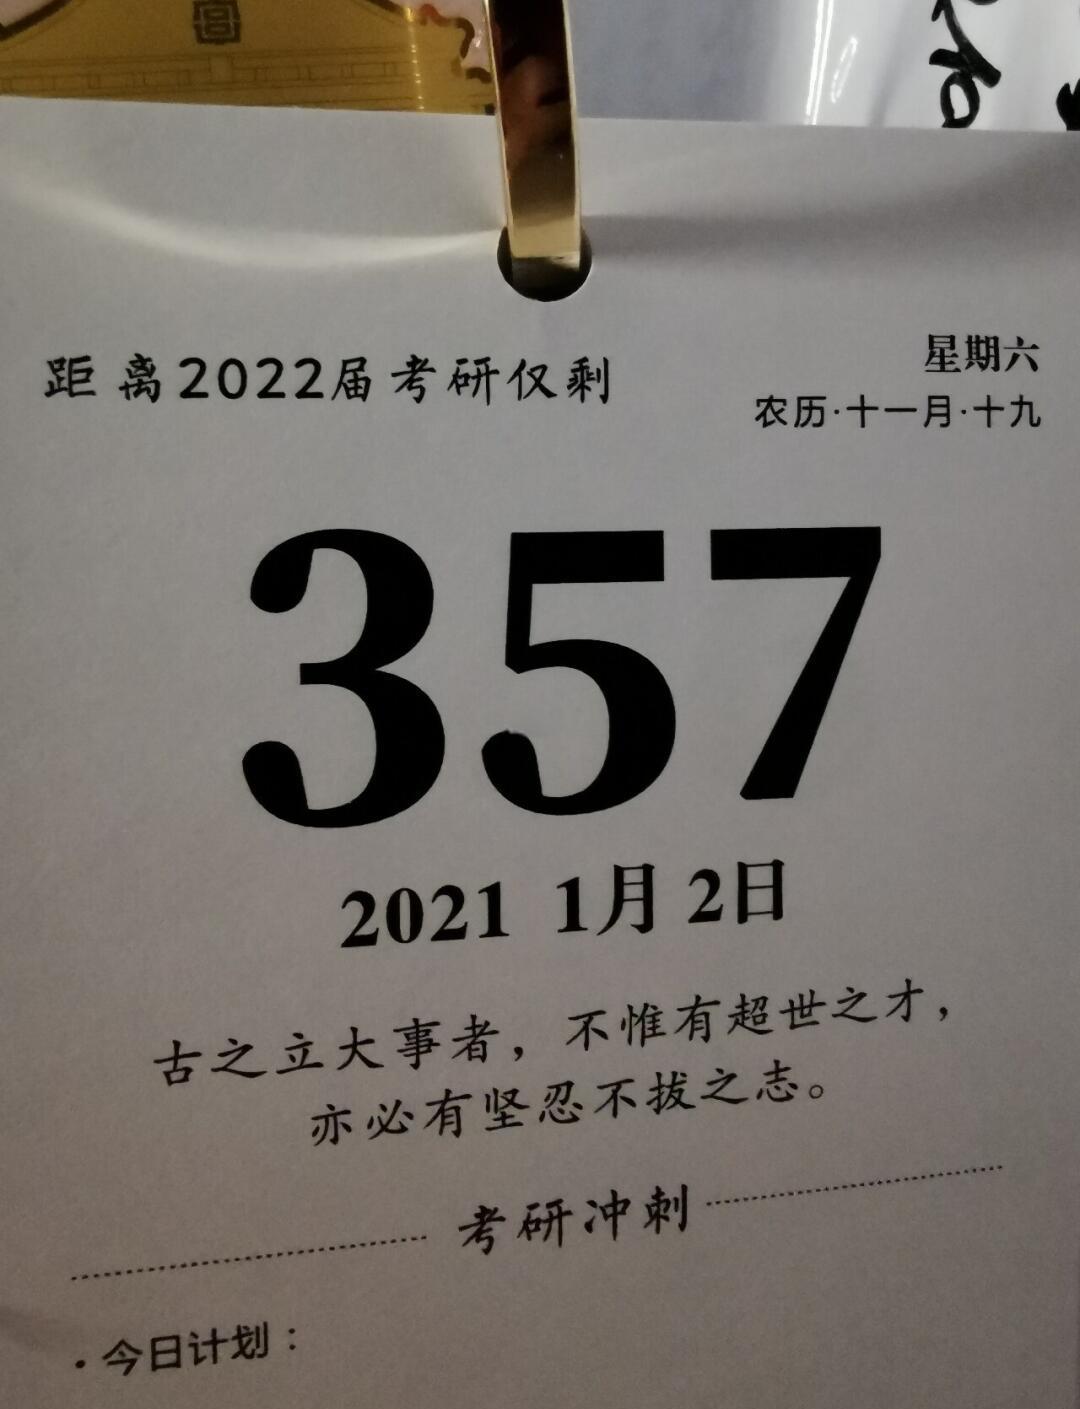 距离2022届考研仅剩
星期六
农历·十一月·十九
357
2021 1月2日
古之立大事者，不惟有超世之才，
亦必有坚忍不拔之志。
考研冲刺
·今日计划：